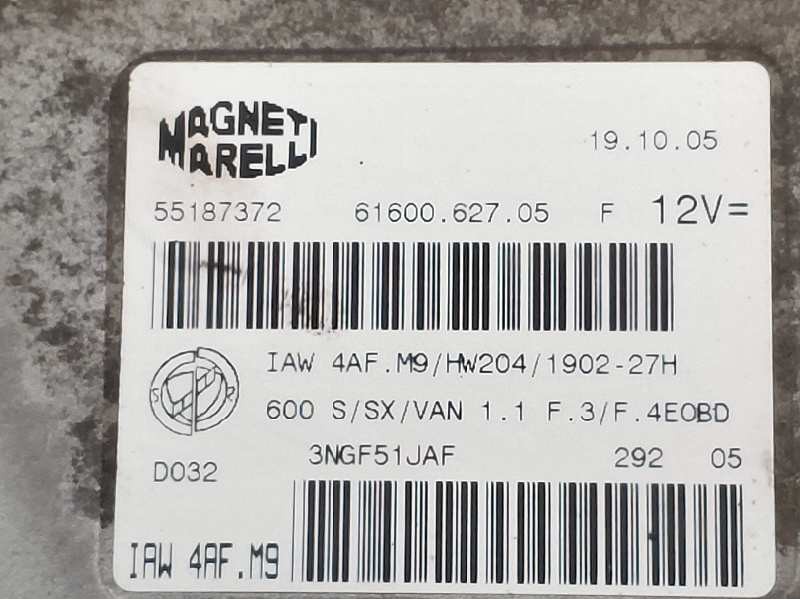 MAGNETI
MARELLI
19.10.05
55187372 61600.627.05 F 12V=
IAW 4AF.M9/HW204/1902-27H
S R
600 S/SX/VAN 1.1 F.3/F.4EOBD
3NGF51JAF 292 05
D032
IAW 4AF.M9